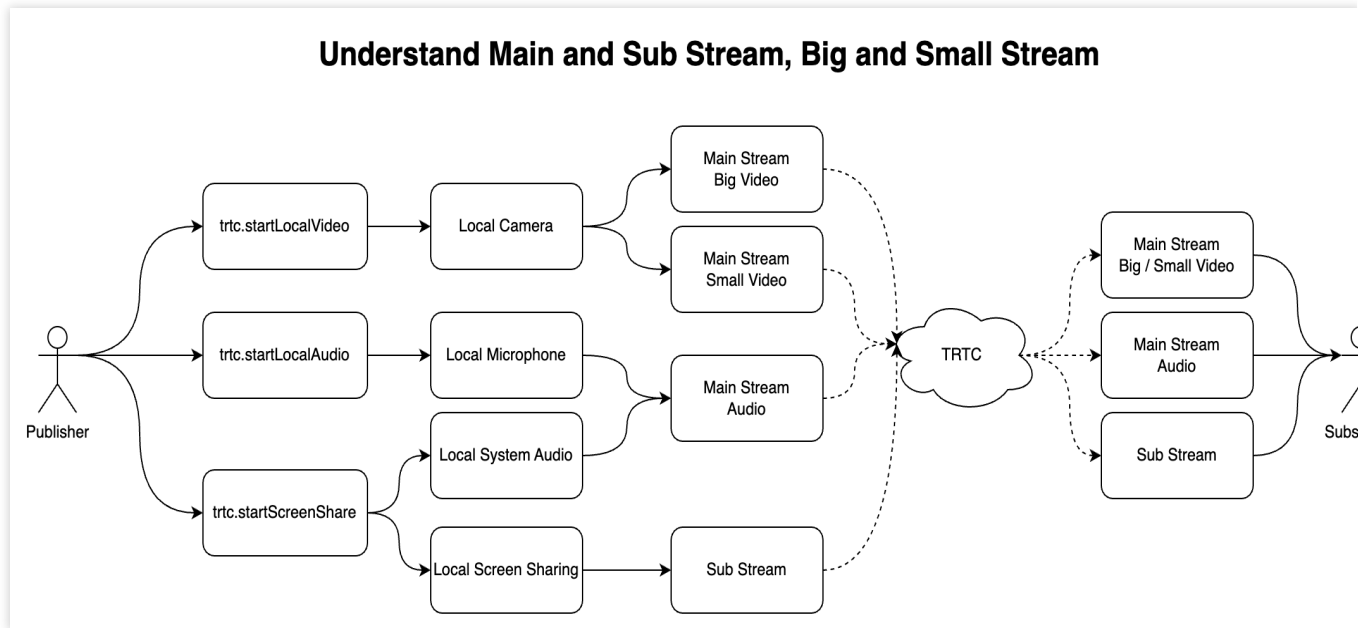 Understand Main and Sub Stream, Big and Small Stream
Main Stream
Big Video
trtc.startLocalVideo
Local Camera
Main Stream
Small Video
Main Stream
Big / Small Video
trtc.startLocalAudio
Local Microphone
Main Stream
Audio
TRTC
Main Stream
Audio
Publisher
Local System Audio
Sub Stream
Subs
trtc.startScreenShare
Local Screen Sharing
Sub Stream